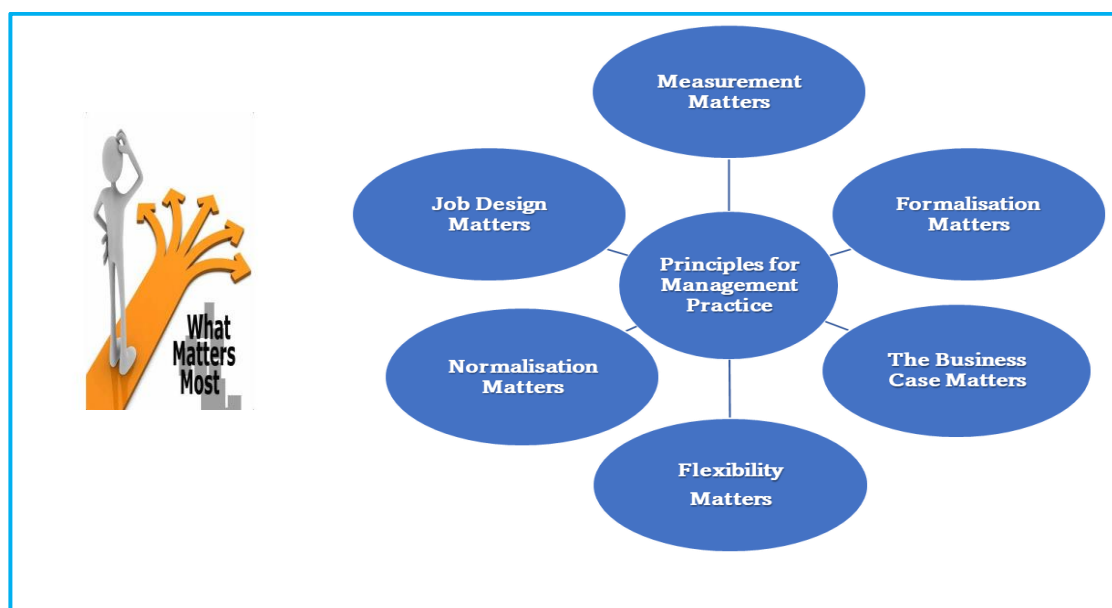 What
Matters
Most
Measurement
Matters
Formalisation
Matters
The Business
Case Matters
Flexibility
Matters
Normalisation
Matters
Job Design
Matters
Principles for
Management
Practice